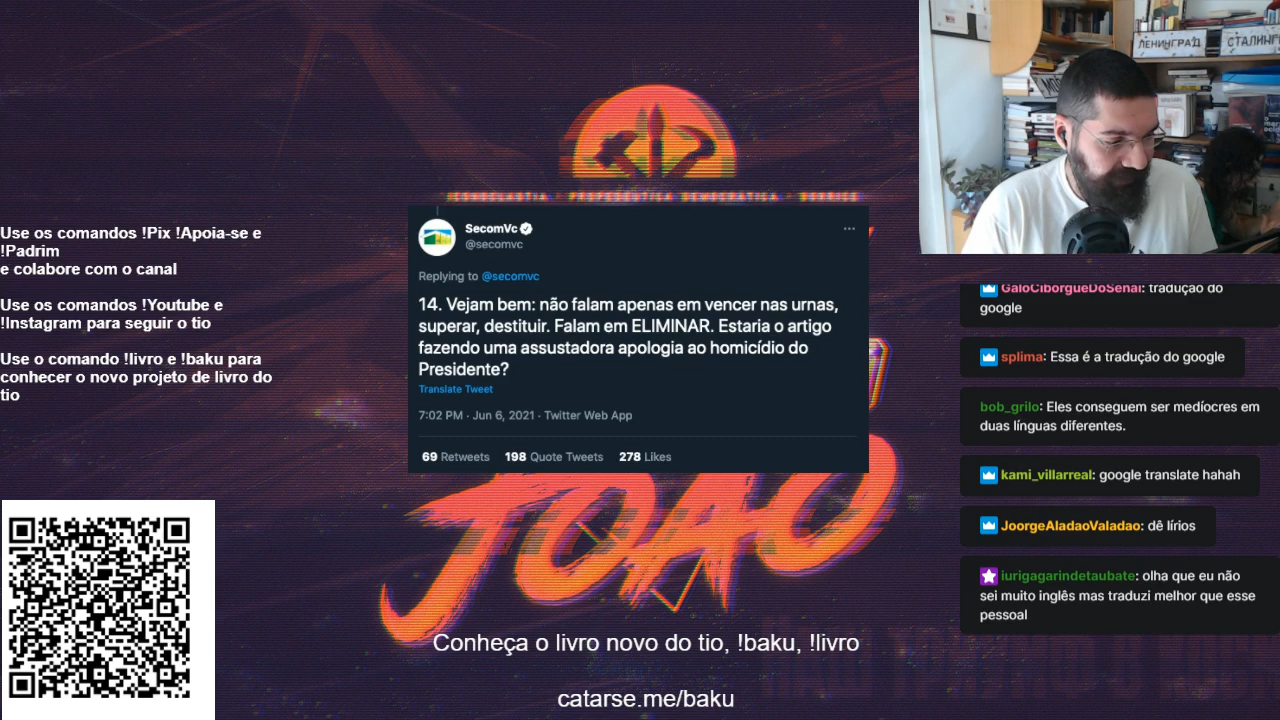 Use os comandos !Pix !Apoia-se e
!Padrim
e colabore com o canal
Use os comandos !Youtube e
!Instagram para seguir o tio
Use o comando !livro e !baku para
conhecer o novo projeto de livro do
tio
SecomVc
@secomvc
Replying to @secomvc
14. Vejam bem: não falam apenas em vencer nas urnas,
superar, destituir. Falam em ELIMINAR. Estaria o artigo
fazendo uma assustadora apologia ao homicídio do
Presidente?
Translate Tweet
7:02 PM · Jun 6, 2021 · Twitter Web App
69 Retweets 198 Quote Tweets 278 Likes
JOAO
Conheça o livro novo do tio, !baku, !livro
catarse.me/baku
ЛЕНИНГРАД
СТАЛИНГ
GaloCiborgueDoSenai: tradução do
google
splima: Essa é a tradução do google
bob_grilo: Eles conseguem ser medíocres em
duas línguas diferentes.
kami_villarreal: google translate hahah
JoorgeAladaoValadao: dê lírios
iurigagarindetaubate: olha que eu não
sei muito inglês mas traduzi melhor que esse
pessoal